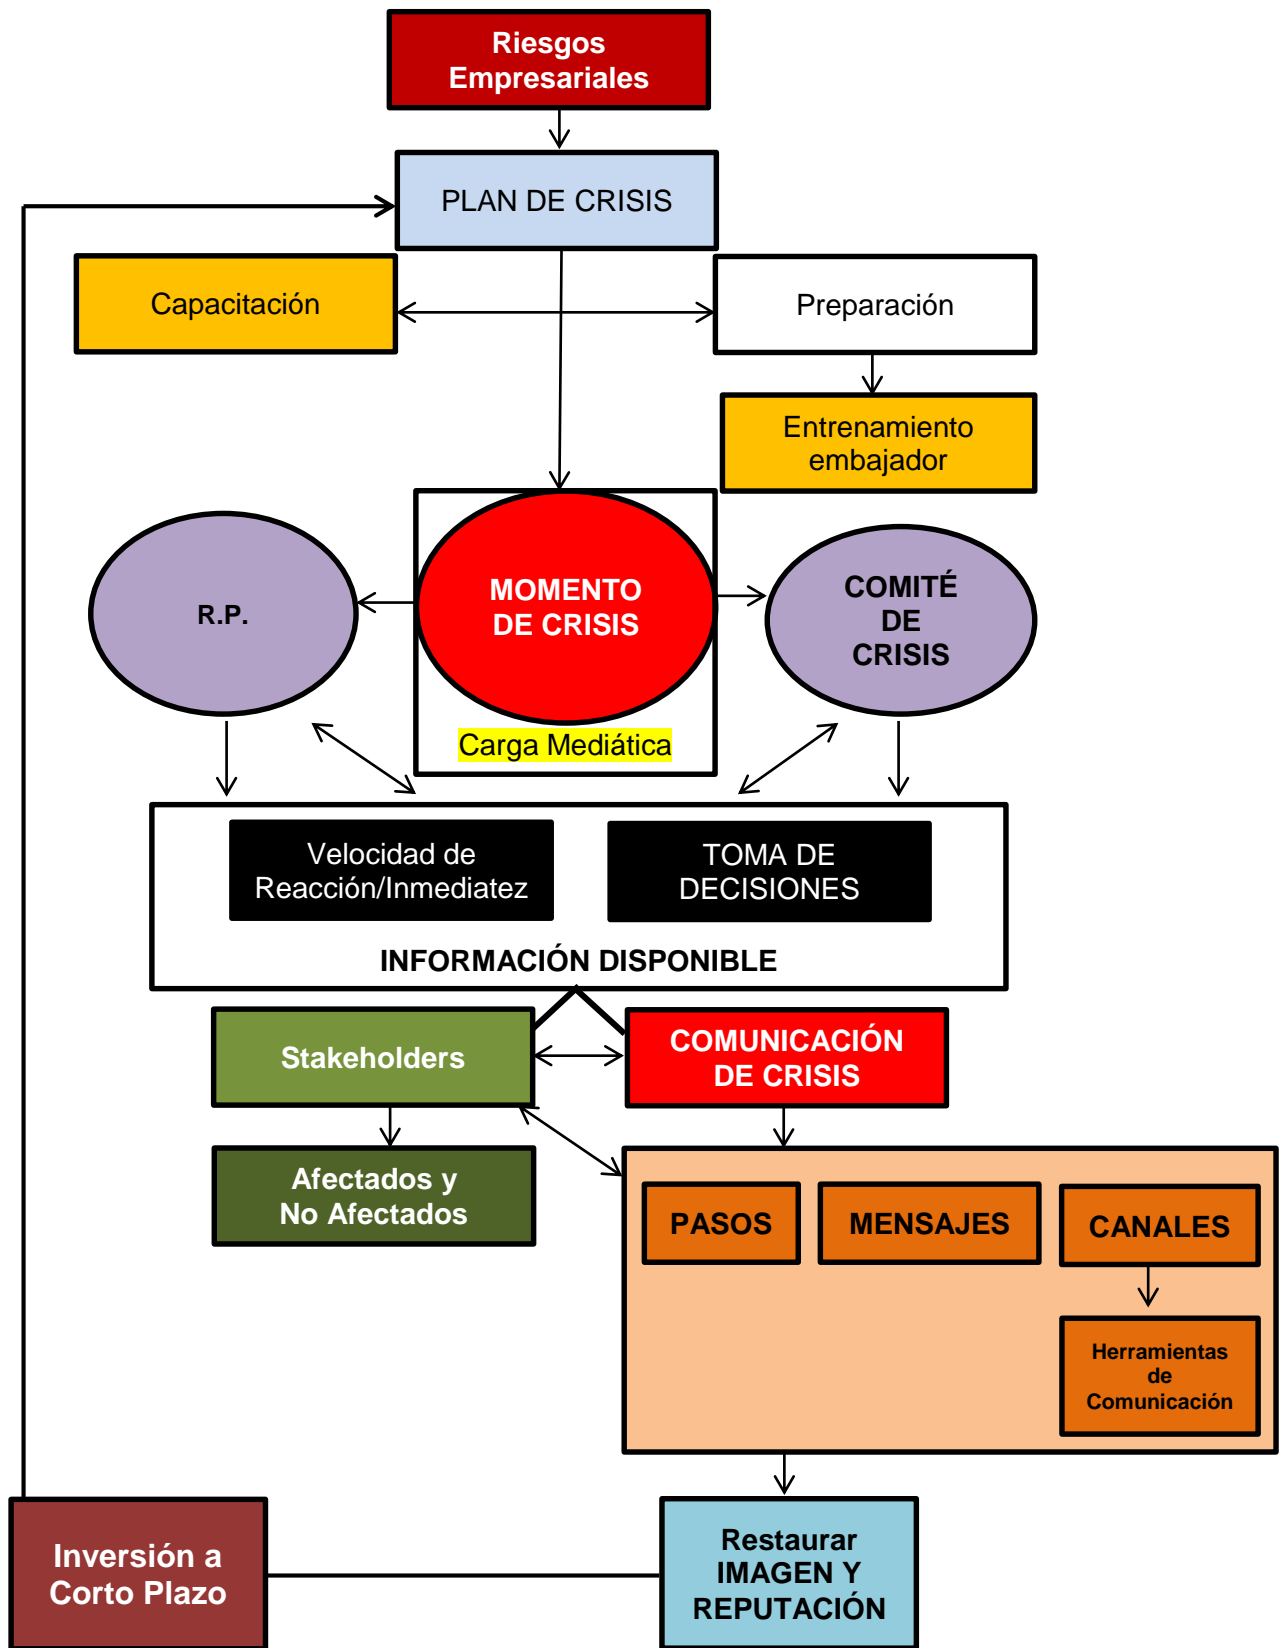 Riesgos
Empresariales
PLAN DE CRISIS
Capacitación
Preparación
Entrenamiento
embajador
R.P.
MOMENTO
DE CRISIS
COMITÉ
DE
CRISIS
Carga Mediática
Velocidad de
Reacción/Inmediatez
TOMA DE
DECISIONES
INFORMACIÓN DISPONIBLE
Stakeholders
COMUNICACIÓN
DE CRISIS
Afectados y
No Afectados
PASOS
MENSAJES
CANALES
Herramientas
de
Comunicación
Inversión a
Corto Plazo
Restaurar
IMAGEN Y
REPUTACIÓN